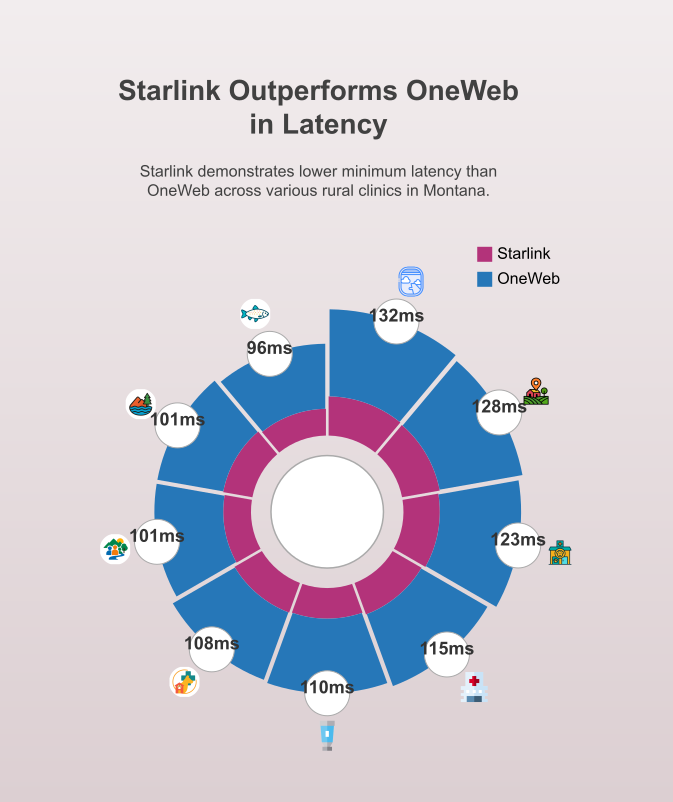 Starlink Outperforms OneWeb
in Latency
Starlink demonstrates lower minimum latency than
OneWeb across various rural clinics in Montana.
Starlink
OneWeb
132ms
128ms
123ms
115ms
110ms
108ms
101ms
101ms
96ms